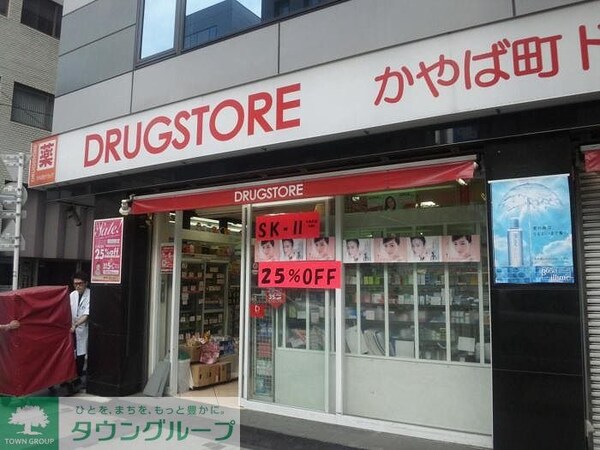 薬
DRUGSTORE
かやば町ド
DRUGSTORE
Sale!
25%off
SK-II
25%OFF
ひとを、まちを、もっと豊かに。
TOWN GROUP
タウングループ